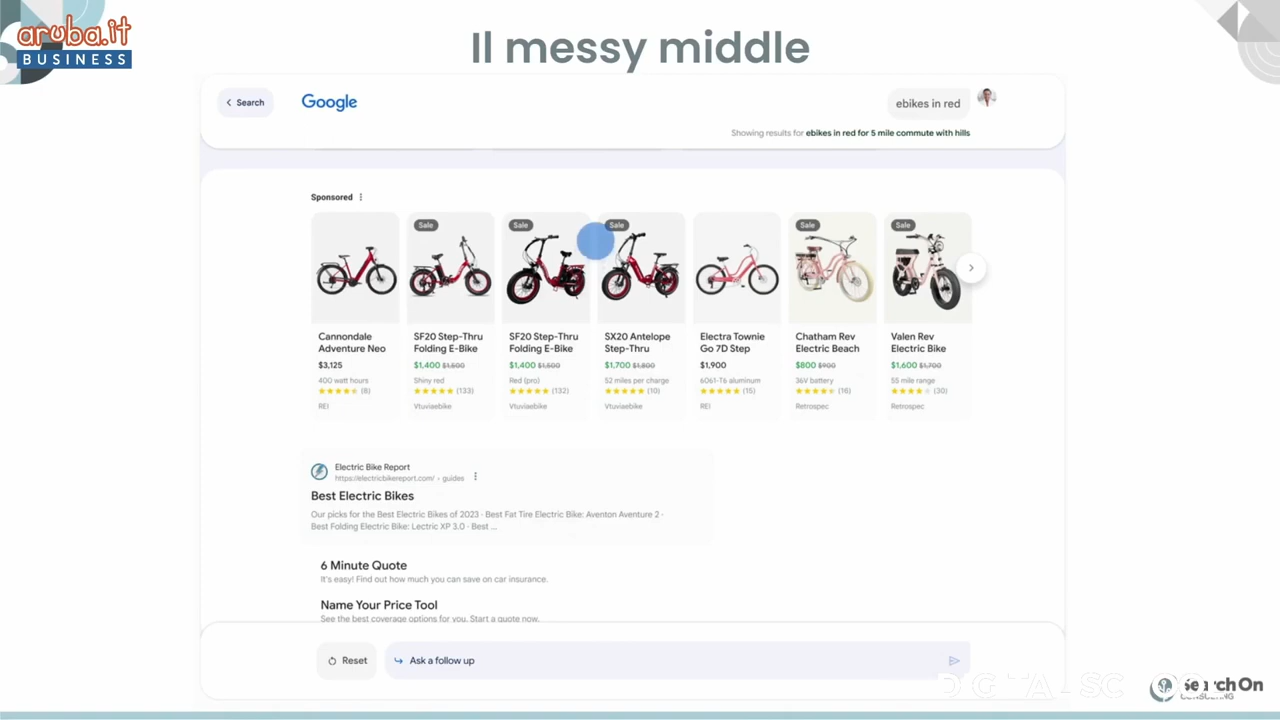 aruba.it
BUSINESS
Il messy middle
Search
Google
ebikes in red
Showing results for ebikes in red for 5 mile commute with hills
Sponsored
Sale
Sale
Sale
Sale
Sale
Cannondale
Adventure Neo
$3,125
400 watt hours
(8)
REI
SF20 Step-Thru
Folding E-Bike
$1,400 $1,500
Shiny red
(133)
Vtuviaebike
SF20 Step-Thru
Folding E-Bike
$1,400 $1,500
Red (pro)
(132)
Vtuviaebike
SX20 Antelope
Step-Thru
$1,700 $1,800
52 miles per charge
(10)
Vtuviaebike
Electra Townie
Go 7D Step
$1,900
6061-T6 aluminum
(15)
REI
Chatham Rev
Electric Beach
$800 $900
36V battery
(16)
Retrospec
Valen Rev
Electric Bike
$1,600 $1,700
55 mile range
(30)
Retrospec
Electric Bike Report
https://electricbikereport.com/ › guides
Best Electric Bikes
Our picks for the Best Electric Bikes of 2023 · Best Fat Tire Electric Bike: Aventon Aventure 2 ·
Best Folding Electric Bike: Lectric XP 3.0 · Best ...
6 Minute Quote
It's easy! Find out how much you can save on car insurance.
Name Your Price Tool
See the best coverage options for you. Start a quote now.
Reset
Ask a follow up
SearchOn
CONSULTING